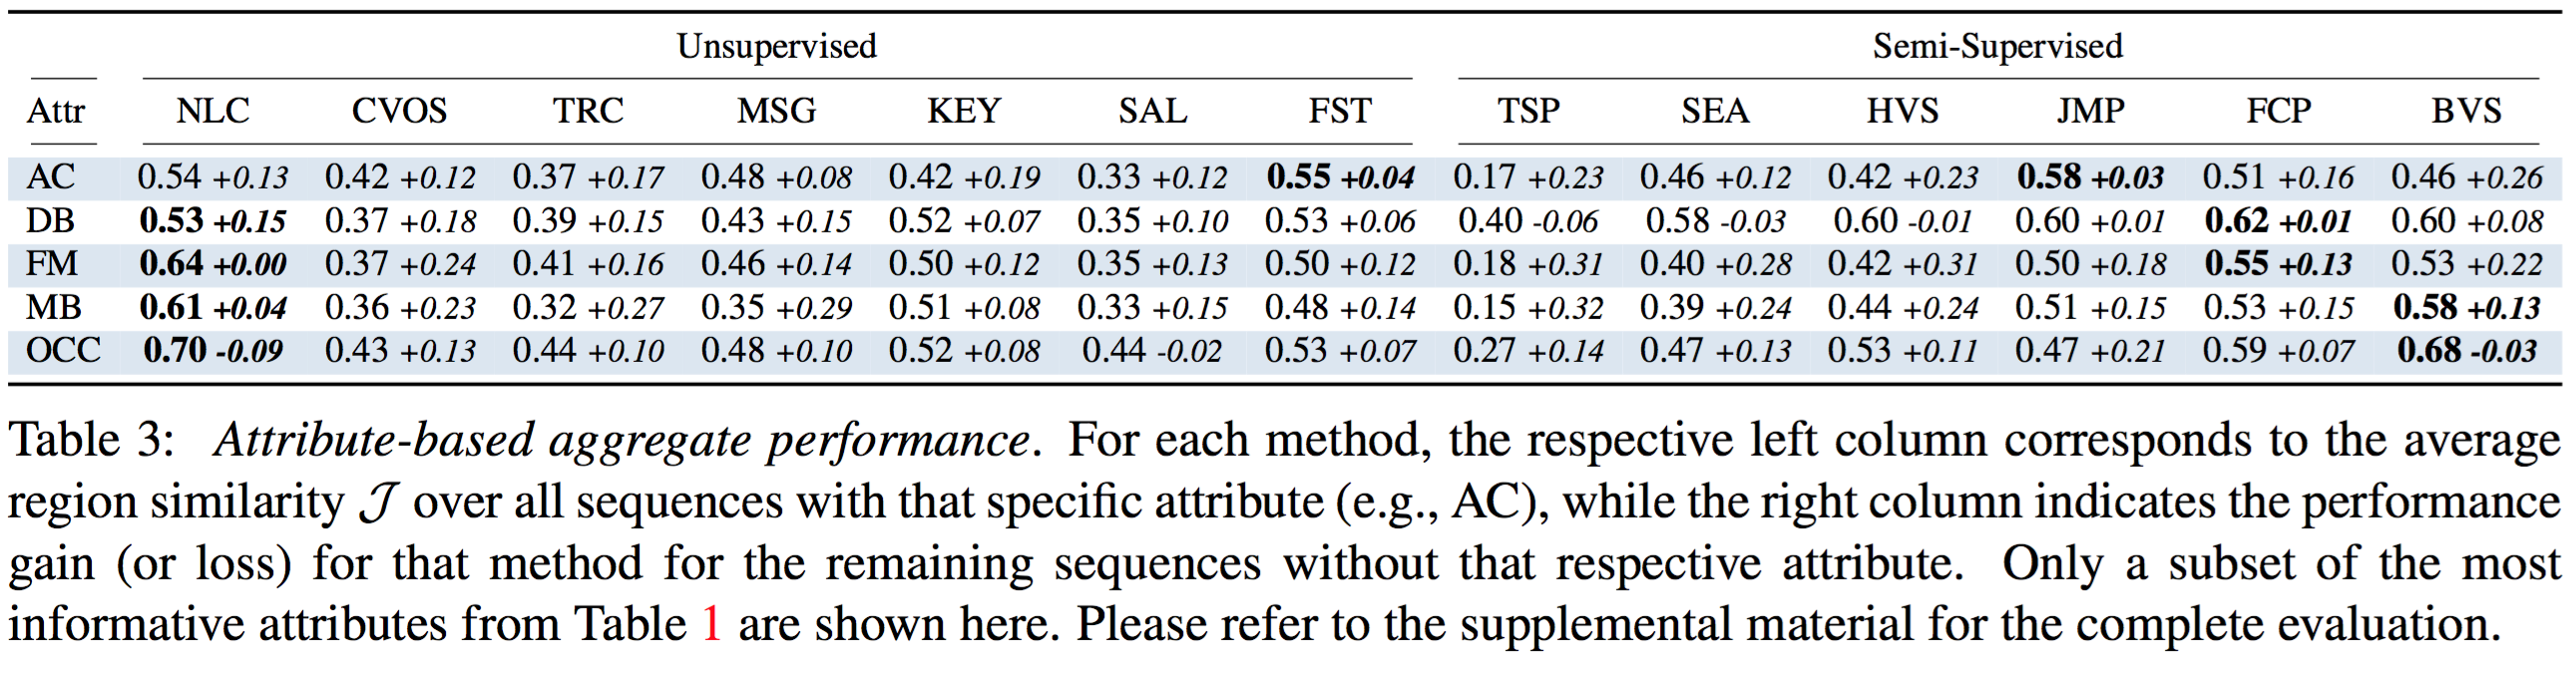 Unsupervised Semi-Supervised
Attr NLC CVOS TRC MSG KEY SAL FST TSP SEA HVS JMP FCP BVS
AC 0.54 +0.13 0.42 +0.12 0.37 +0.17 0.48 +0.08 0.42 +0.19 0.33 +0.12 0.55 +0.04 0.17 +0.23 0.46 +0.12 0.42 +0.23 0.58 +0.03 0.51 +0.16 0.46 +0.26
DB 0.53 +0.15 0.37 +0.18 0.39 +0.15 0.43 +0.15 0.52 +0.07 0.35 +0.10 0.53 +0.06 0.40 -0.06 0.58 -0.03 0.60 -0.01 0.60 +0.01 0.62 +0.01 0.60 +0.08
FM 0.64 +0.00 0.37 +0.24 0.41 +0.16 0.46 +0.14 0.50 +0.12 0.35 +0.13 0.50 +0.12 0.18 +0.31 0.40 +0.28 0.42 +0.31 0.50 +0.18 0.55 +0.13 0.53 +0.22
MB 0.61 +0.04 0.36 +0.23 0.32 +0.27 0.35 +0.29 0.51 +0.08 0.33 +0.15 0.48 +0.14 0.15 +0.32 0.39 +0.24 0.44 +0.24 0.51 +0.15 0.53 +0.15 0.58 +0.13
OCC 0.70 -0.09 0.43 +0.13 0.44 +0.10 0.48 +0.10 0.52 +0.08 0.44 -0.02 0.53 +0.07 0.27 +0.14 0.47 +0.13 0.53 +0.11 0.47 +0.21 0.59 +0.07 0.68 -0.03
Table 3: Attribute-based aggregate performance. For each method, the respective left column corresponds to the average
region similarity 𝒥 over all sequences with that specific attribute (e.g., AC), while the right column indicates the performance
gain (or loss) for that method for the remaining sequences without that respective attribute. Only a subset of the most
informative attributes from Table 1 are shown here. Please refer to the supplemental material for the complete evaluation.